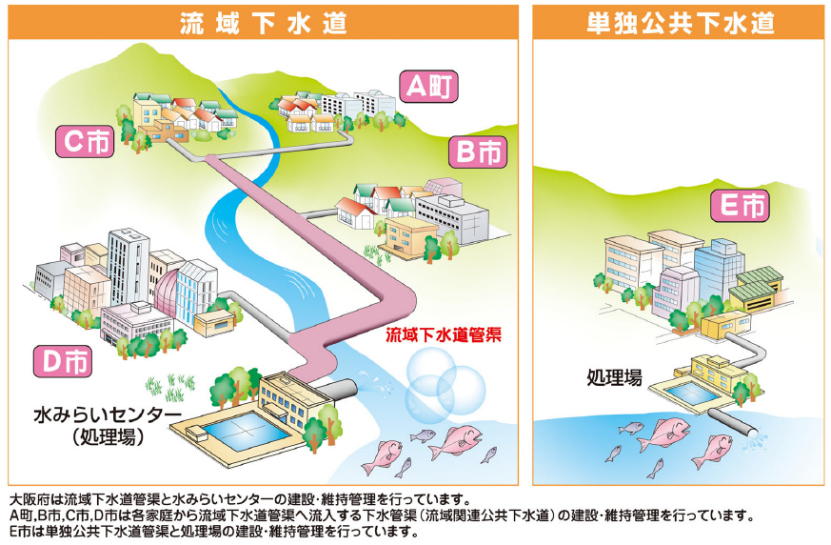 流域下水道
単独公共下水道
A町
C市
B市
E市
流域下水道管渠
D市
処理場
水みらいセンター
（処理場）
大阪府は流域下水道管渠と水みらいセンターの建設・維持管理を行っています。
A町,B市,C市,D市は各家庭から流域下水道管渠へ流入する下水管渠（流域関連公共下水道）の建設・維持管理を行っています。
E市は単独公共下水道管渠と処理場の建設・維持管理を行っています。